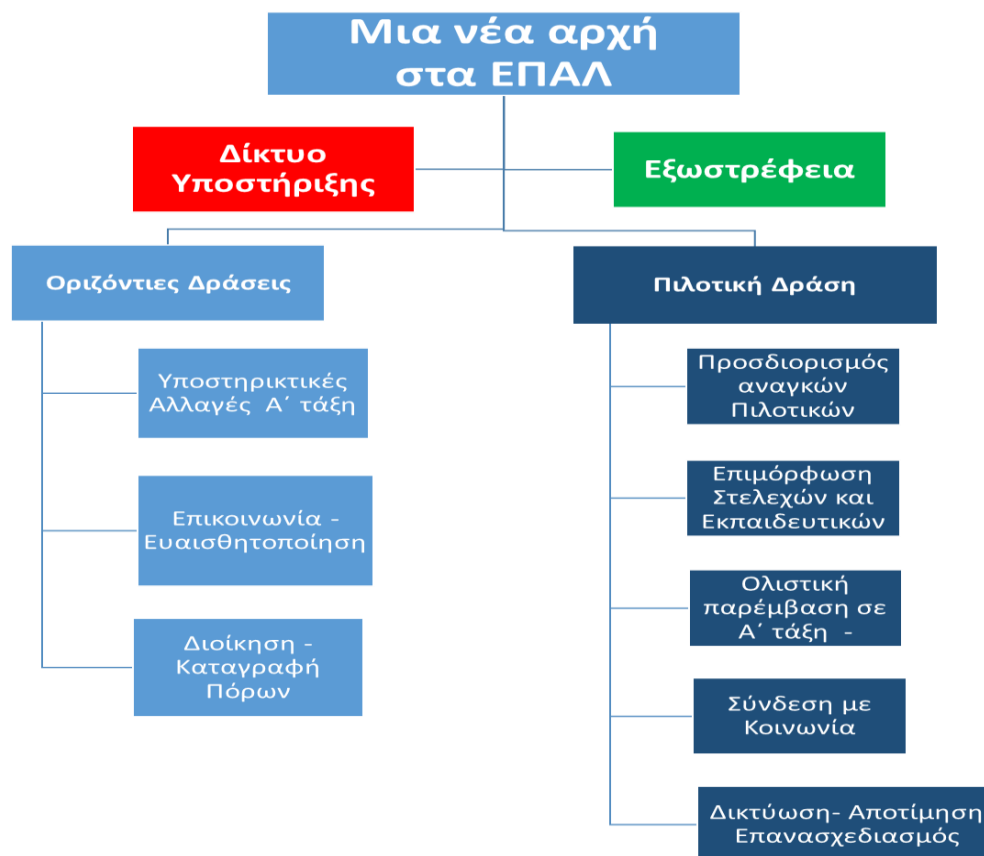 Μια νέα αρχή
στα ΕΠΑΛ
Δίκτυο
Υποστήριξης
Εξωστρέφεια
Οριζόντιες Δράσεις
Υποστηρικτικές
Αλλαγές Α΄ τάξη
Επικοινωνία -
Ευαισθητοποίηση
Διοίκηση -
Καταγραφή
Πόρων
Πιλοτική Δράση
Προσδιορισμός
αναγκών
Πιλοτικών
Επιμόρφωση
Στελεχών και
Εκπαιδευτικών
Ολιστική
παρέμβαση σε
Α΄ τάξη -
Σύνδεση με
Κοινωνία
Δικτύωση- Αποτίμηση
Επανασχεδιασμός